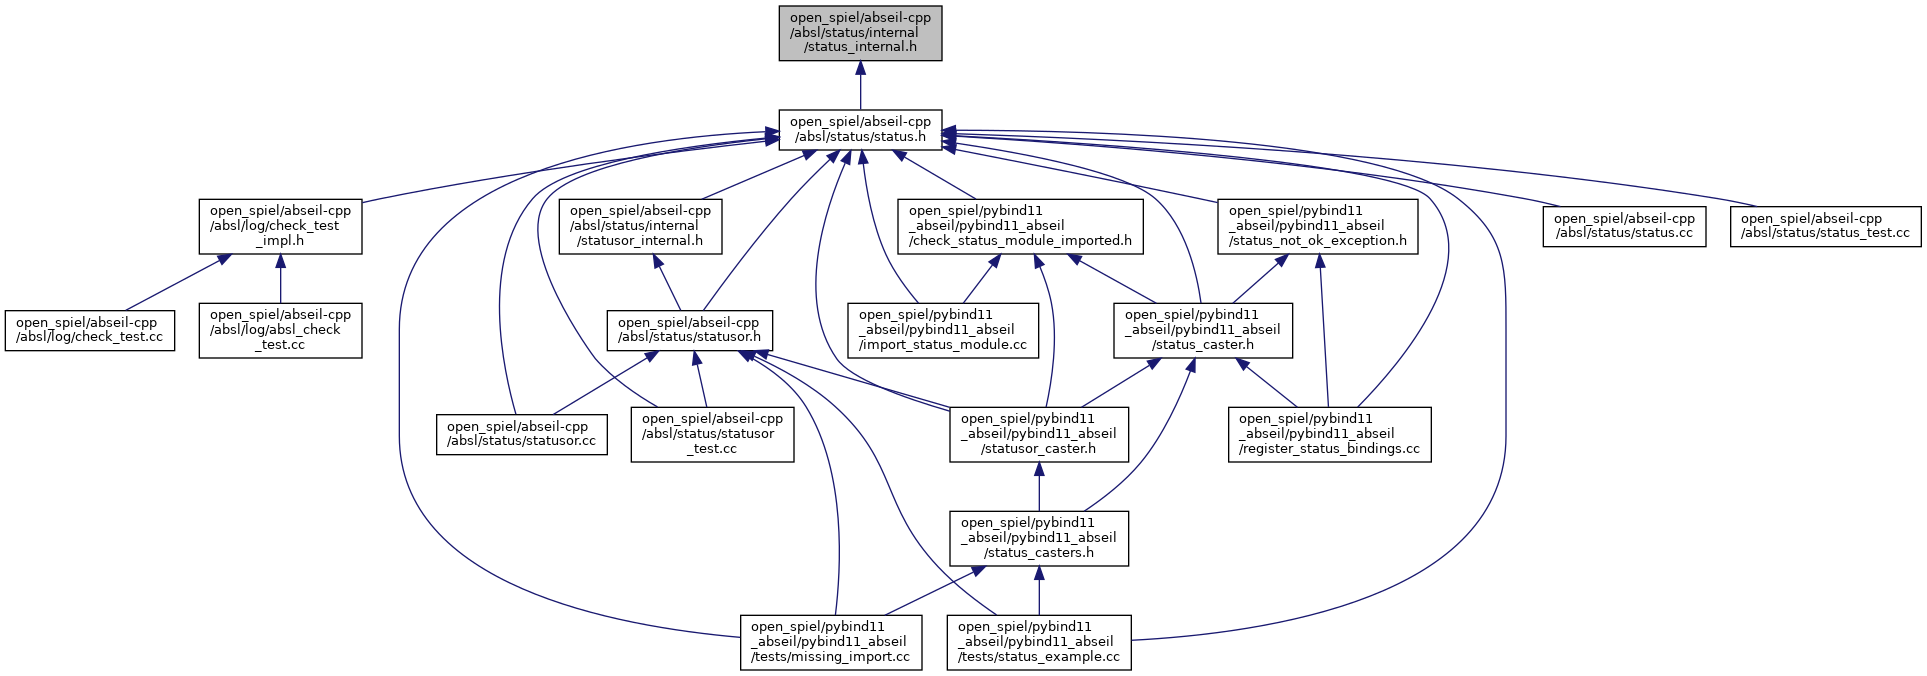 open_spiel/abseil-cpp
/absl/status/internal
/status_internal.h
open_spiel/abseil-cpp
/absl/status/status.h
open_spiel/abseil-cpp
/absl/log/check_test
_impl.h
open_spiel/abseil-cpp
/absl/status/internal
/statusor_internal.h
open_spiel/pybind11
_abseil/pybind11_abseil
/check_status_module_imported.h
open_spiel/pybind11
_abseil/pybind11_abseil
/status_not_ok_exception.h
open_spiel/abseil-cpp
/absl/status/status.cc
open_spiel/abseil-cpp
/absl/status/status_test.cc
open_spiel/abseil-cpp
/absl/log/check_test.cc
open_spiel/abseil-cpp
/absl/log/absl_check
_test.cc
open_spiel/abseil-cpp
/absl/status/statusor.h
open_spiel/pybind11
_abseil/pybind11_abseil
/import_status_module.cc
open_spiel/pybind11
_abseil/pybind11_abseil
/status_caster.h
open_spiel/abseil-cpp
/absl/status/statusor.cc
open_spiel/abseil-cpp
/absl/status/statusor
_test.cc
open_spiel/pybind11
_abseil/pybind11_abseil
/statusor_caster.h
open_spiel/pybind11
_abseil/pybind11_abseil
/register_status_bindings.cc
open_spiel/pybind11
_abseil/pybind11_abseil
/status_casters.h
open_spiel/pybind11
_abseil/pybind11_abseil
/tests/missing_import.cc
open_spiel/pybind11
_abseil/pybind11_abseil
/tests/status_example.cc